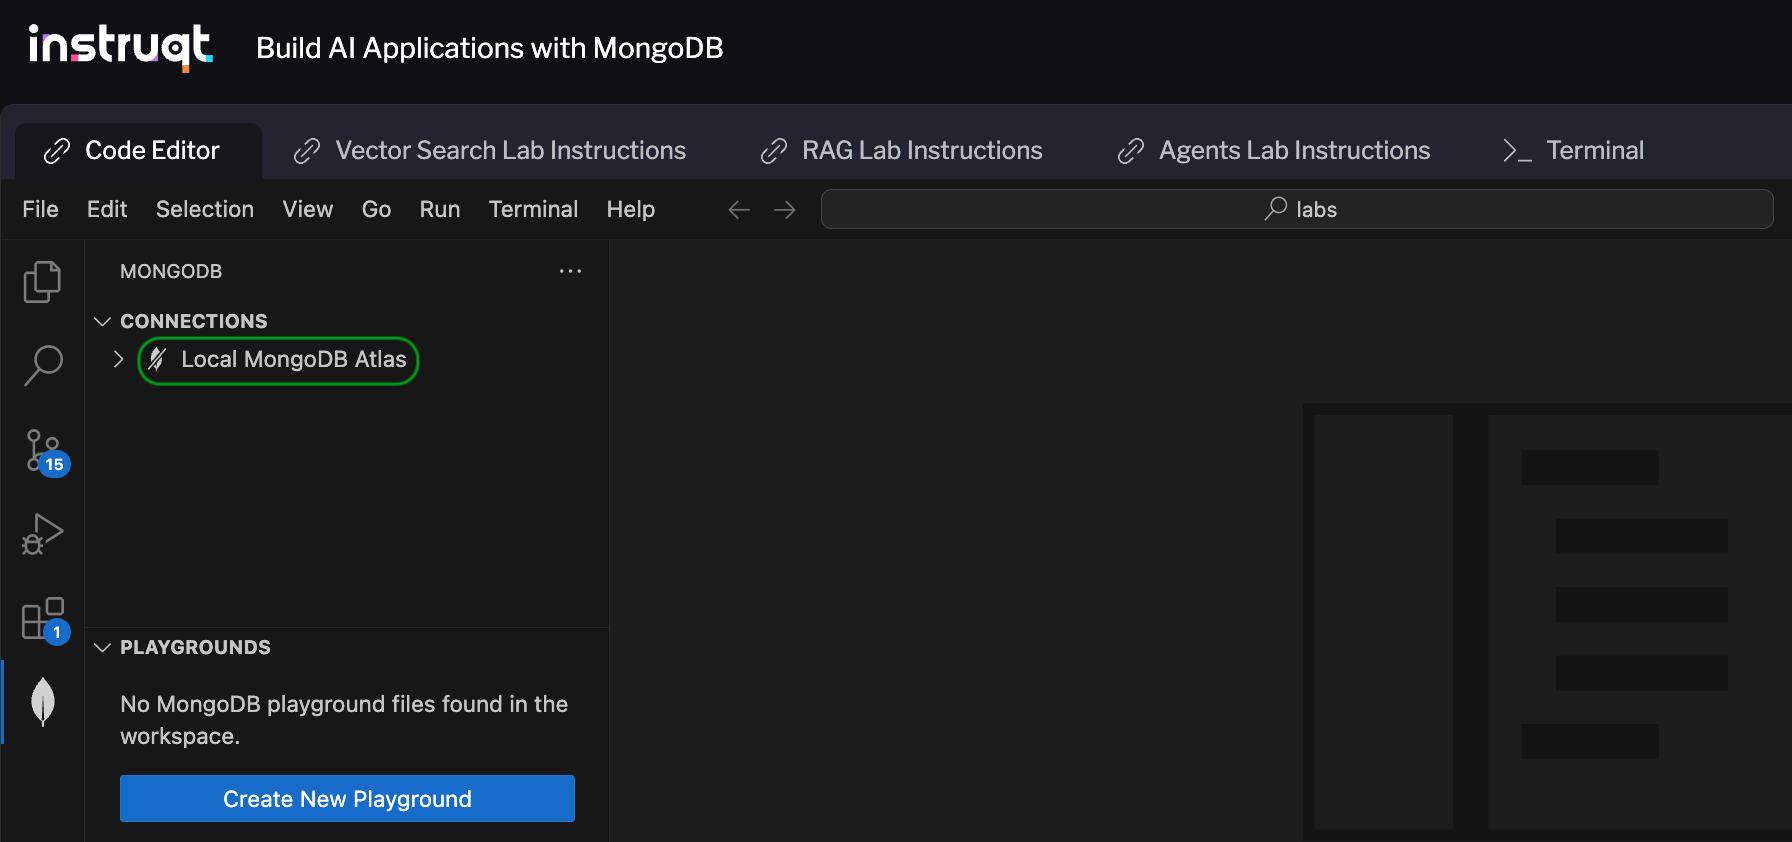 instruqt
Build AI Applications with MongoDB
Code Editor
Vector Search Lab Instructions
RAG Lab Instructions
Agents Lab Instructions
>_ Terminal
File Edit Selection View Go Run Terminal Help
labs
MONGODB
CONNECTIONS
Local MongoDB Atlas
15
1
PLAYGROUNDS
No MongoDB playground files found in the
workspace.
Create New Playground